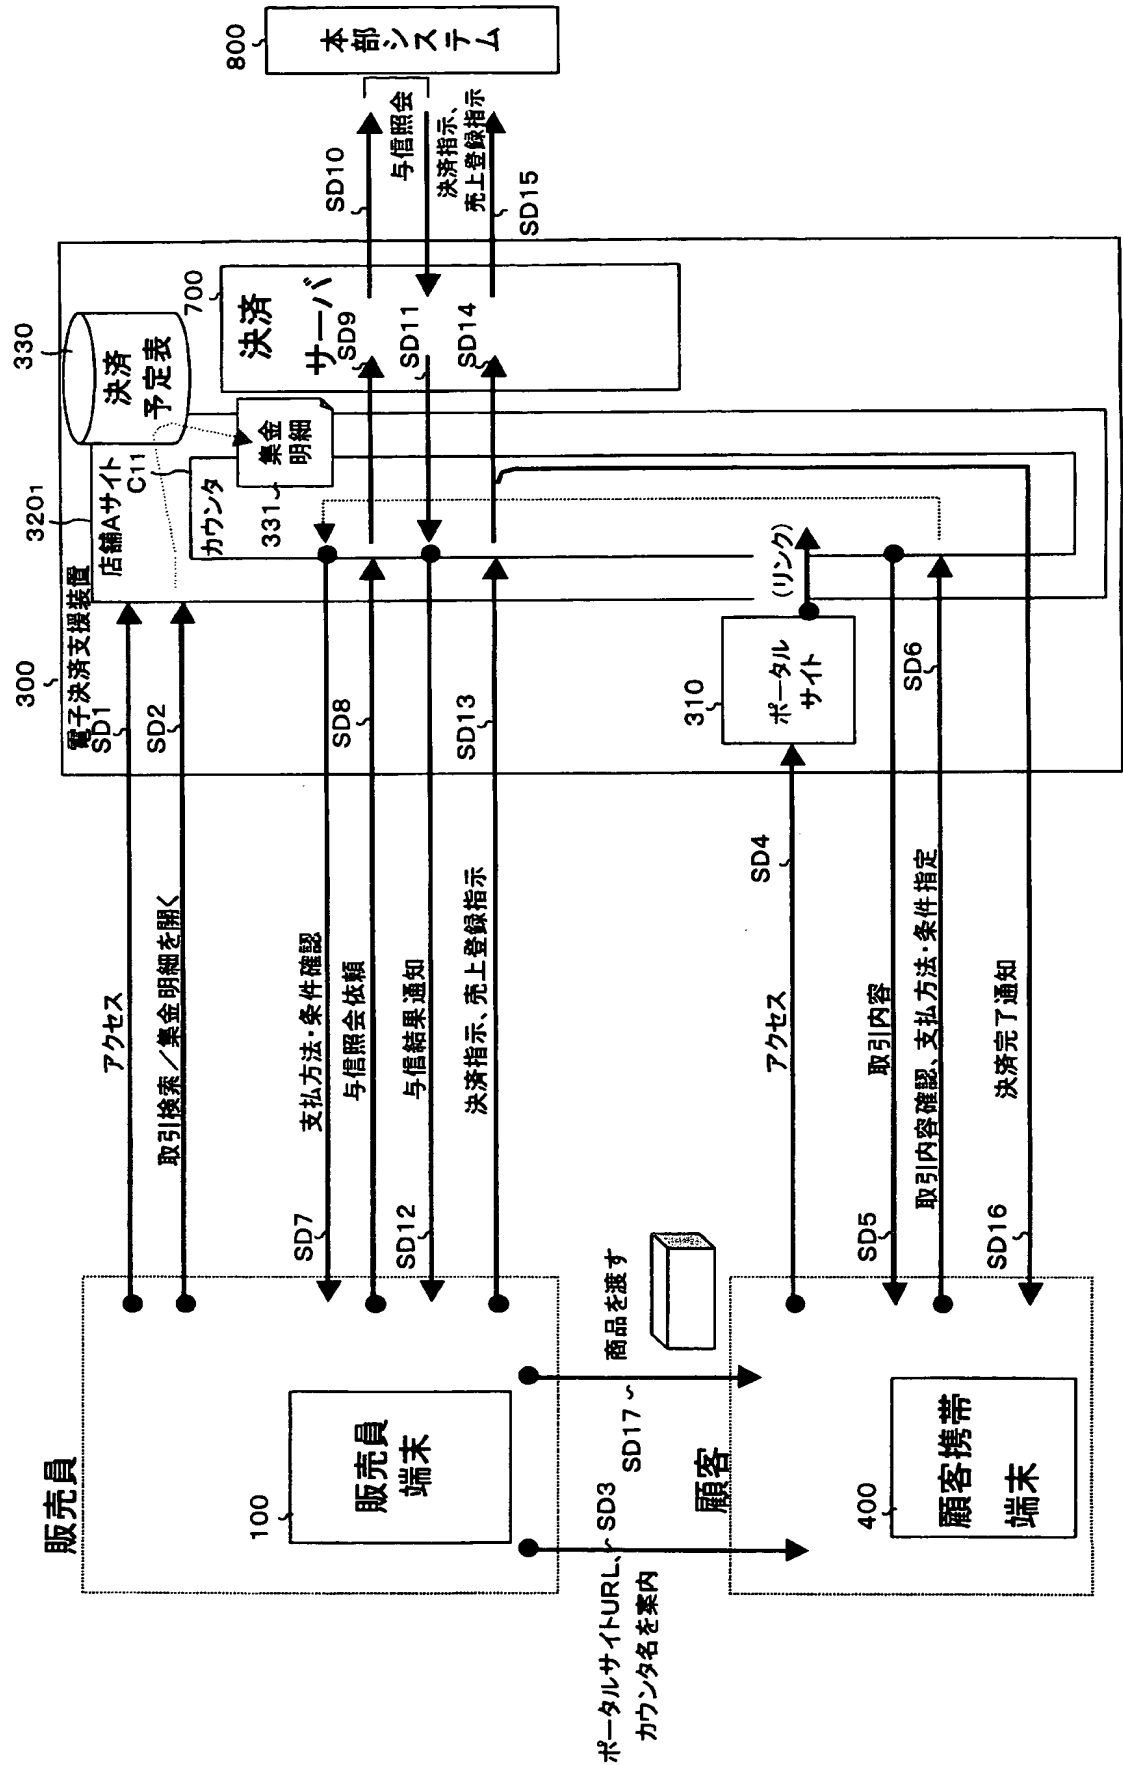 販売員
100
販売員
端末
ポータルサイトURL、
カウンタ名を案内
SD3
SD17
商品を渡す
顧客
400
顧客携帯
端末
アクセス
SD1
取引検索／集金明細を開く
SD2
SD7
支払方法・条件確認
与信照会依頼
SD8
SD12
与信結果通知
決済指示、売上登録指示
SD13
アクセス
SD4
SD5
取引内容
取引内容確認、支払方法・条件指定
SD6
SD16
決済完了通知
300
電子決済支援装置
3201
店舗Aサイト
C11
カウンタ
331
集金
明細
330
決済
予定表
310
ポータル
サイト
(リンク)
700
決済
サーバ
SD9
SD11
SD14
SD10
与信照会
決済指示、
売上登録指示
SD15
800
本部システム